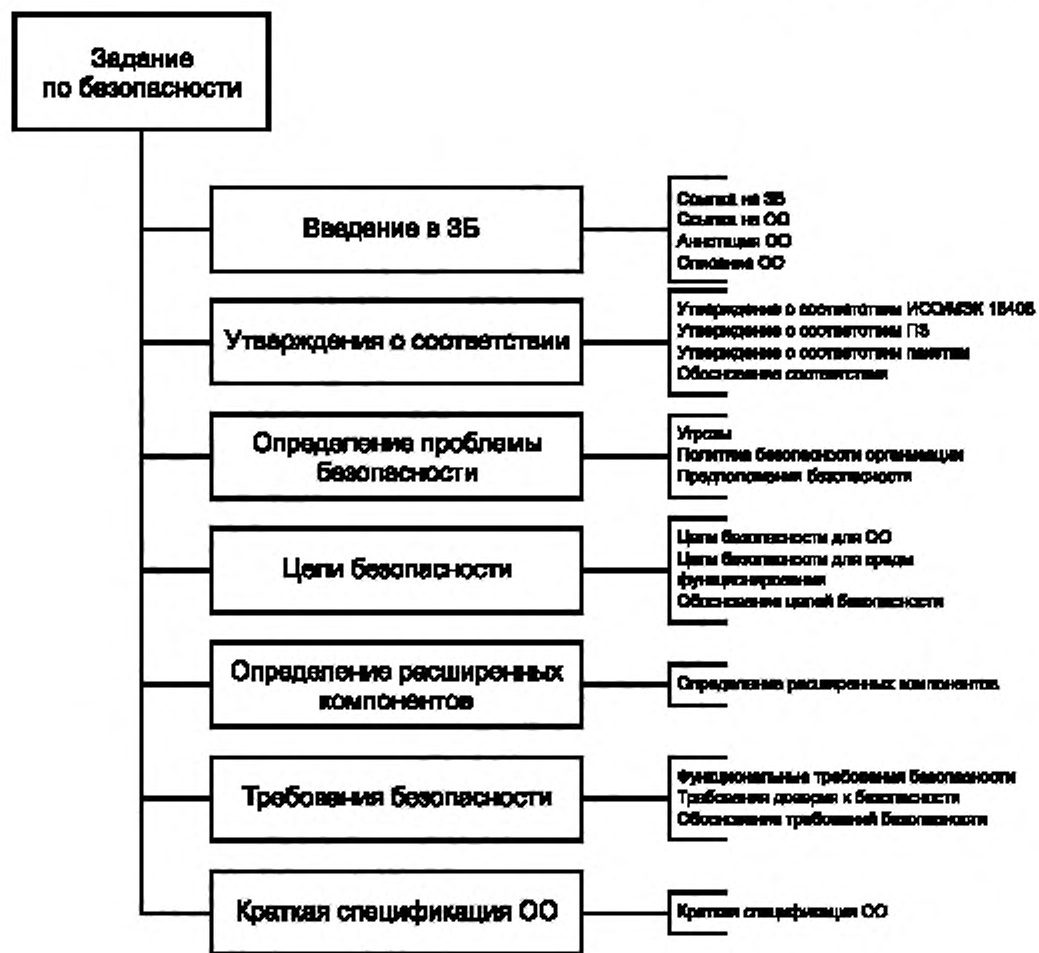 Задание
по безопасности
Введение в ЗБ
Ссылка на ЗБ
Ссылка на ОО
Аннотация ОО
Описание ОО
Утверждения о соответствии
Утверждение о соответствии ИСО/МЭК 15408
Утверждение о соответствии ПЗ
Утверждение о соответствии пакетам
Обоснование соответствия
Определение проблемы
безопасности
Угрозы
Политика безопасности организации
Предположения безопасности
Цели безопасности
Цели безопасности для ОО
Цели безопасности для среды
функционирования
Обоснование целей безопасности
Определение расширенных
компонентов
Определение расширенных компонентов
Требования безопасности
Функциональные требования безопасности
Требования доверия к безопасности
Обоснование требований безопасности
Краткая спецификация ОО
Краткая спецификация ОО